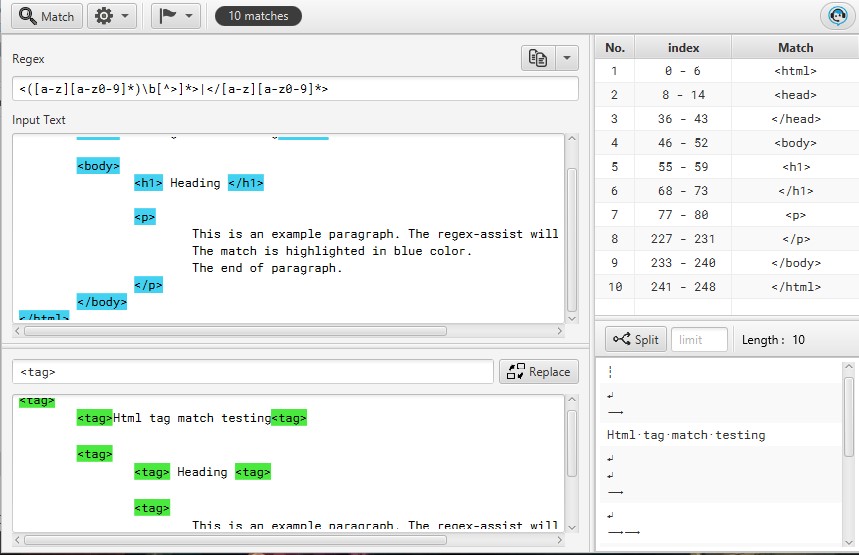 Match
10 matches
Regex
<([a-z][a-z0-9]*)\b[^>]*>|</[a-z][a-z0-9]*>
Input Text
<body>
<h1> Heading </h1>
<p>
This is an example paragraph. The regex-assist will
The match is highlighted in blue color.
The end of paragraph.
</p>
</body>
</html>
<tag>
Replace
<tag>
<tag>Html tag match testing<tag>
<tag>
<tag> Heading <tag>
<tag>
This is an example paragraph. The regex-assist will
No. index Match
1 0 - 6 <html>
2 8 - 14 <head>
3 36 - 43 </head>
4 46 - 52 <body>
5 55 - 59 <h1>
6 68 - 73 </h1>
7 77 - 80 <p>
8 227 - 231 </p>
9 233 - 240 </body>
10 241 - 248 </html>
Split limit Length : 10
Html·tag·match·testing